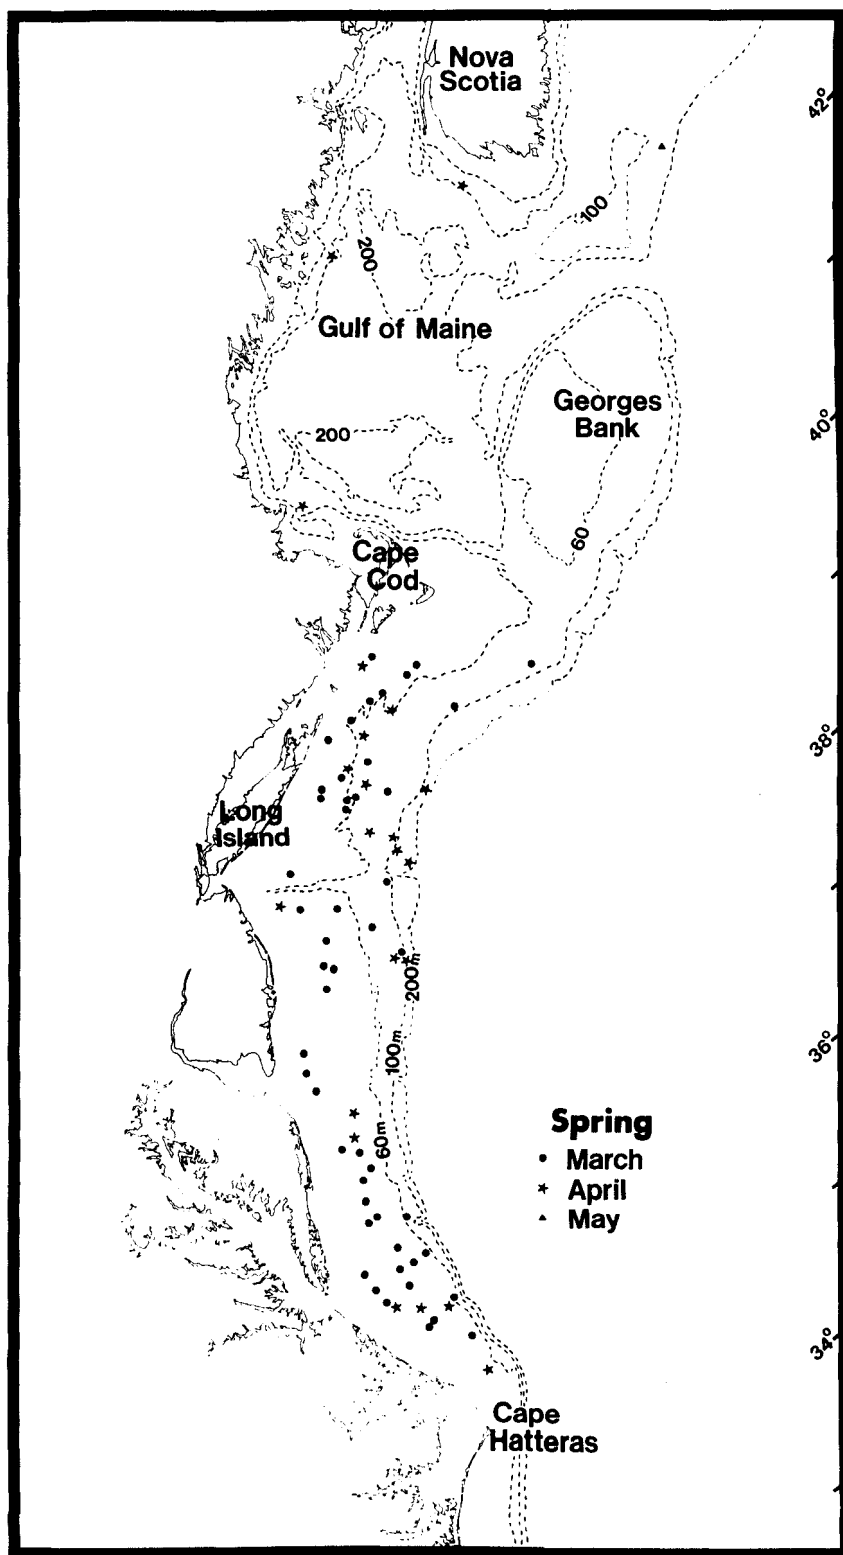 Nova
Scotia
42°
100
200
Gulf of Maine
Georges
Bank
40°
200
60
Cape
Cod
38°
Long
Island
200m
36°
100m
60m
Spring
March
April
May
34°
Cape
Hatteras